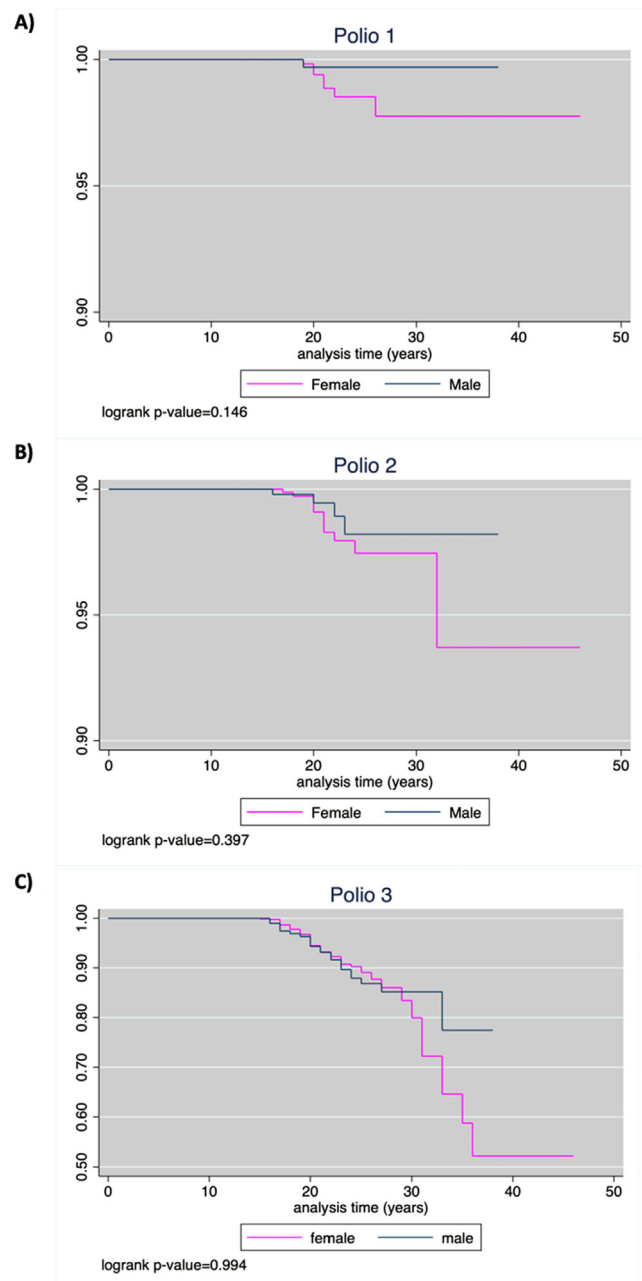 A)
Polio 1
1.00
0.95
0.90
0 10 20 30 40 50
analysis time (years)
Female Male
logrank p-value=0.146
B)
Polio 2
1.00
0.95
0.90
0 10 20 30 40 50
analysis time (years)
Female Male
logrank p-value=0.397
C)
Polio 3
1.00
0.90
0.80
0.70
0.60
0.50
0 10 20 30 40 50
analysis time (years)
female male
logrank p-value=0.994